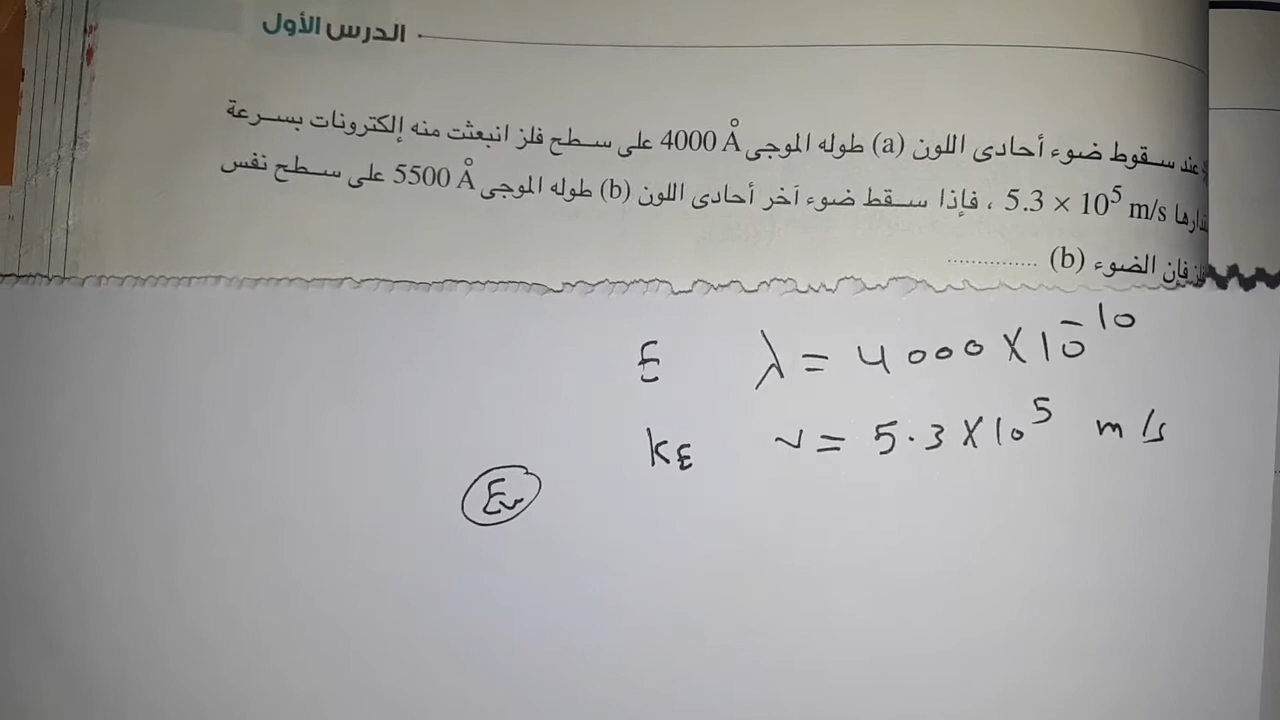 الدرس الأول
عند سقوط ضوء أحادى اللون (a) طوله الموجى 4000 Å على سطح فلز انبعثت منه إلكترونات بسرعة
5.3 × 10⁵ m/s ، فإذا سقط ضوء آخر أحادى اللون (b) طوله الموجى 5500 Å على سطح نفس
فإن الضوء (b) ...............
E λ = 4000 X 10⁻¹⁰
KE v = 5.3 X 10⁵ m/s